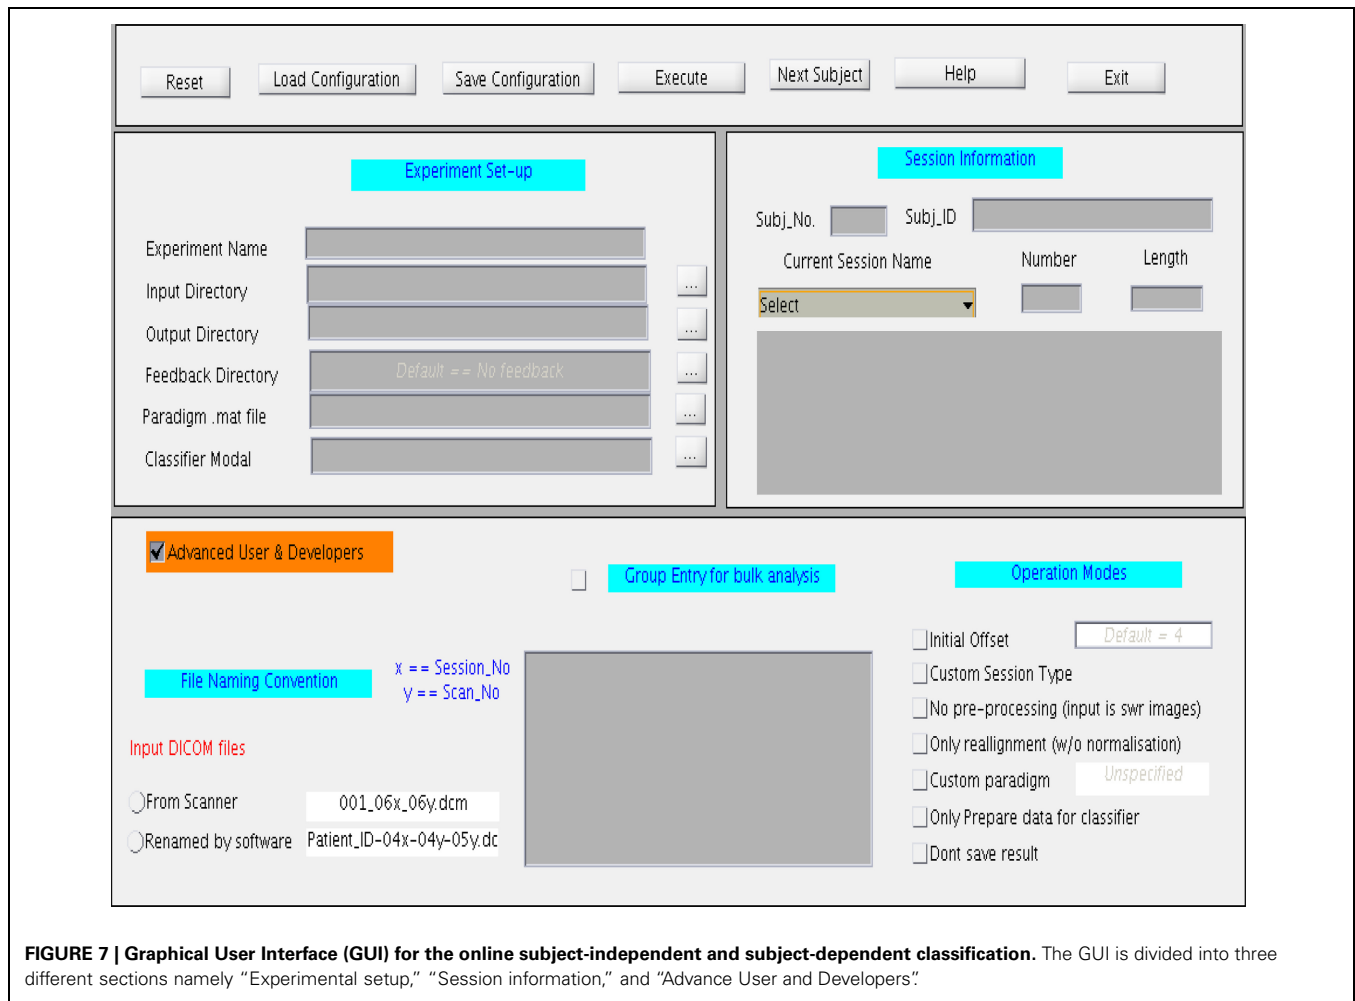 Reset
Load Configuration
Save Configuration
Execute
Next Subject
Help
Exit
Experiment Set-up
Experiment Name
Input Directory
...
Output Directory
...
Feedback Directory
Default == No feedback
...
Paradigm .mat file
...
Classifier Modal
...
Session Information
Subj_No.
Subj_ID
Current Session Name
Number
Length
Select
Advanced User & Developers
Group Entry for bulk analysis
Operation Modes
File Naming Convention
x == Session_No
y == Scan_No
Input DICOM files
From Scanner
001_06x_06y.dcm
Renamed by software
Patient_ID-04x-04y-05y.dc
Initial Offset
Default = 4
Custom Session Type
No pre-processing (input is swr images)
Only reallignment (w/o normalisation)
Custom paradigm
Unspecified
Only Prepare data for classifier
Dont save result
FIGURE 7 | Graphical User Interface (GUI) for the online subject-independent and subject-dependent classification. The GUI is divided into three
different sections namely “Experimental setup,” “Session information,” and “Advance User and Developers”.